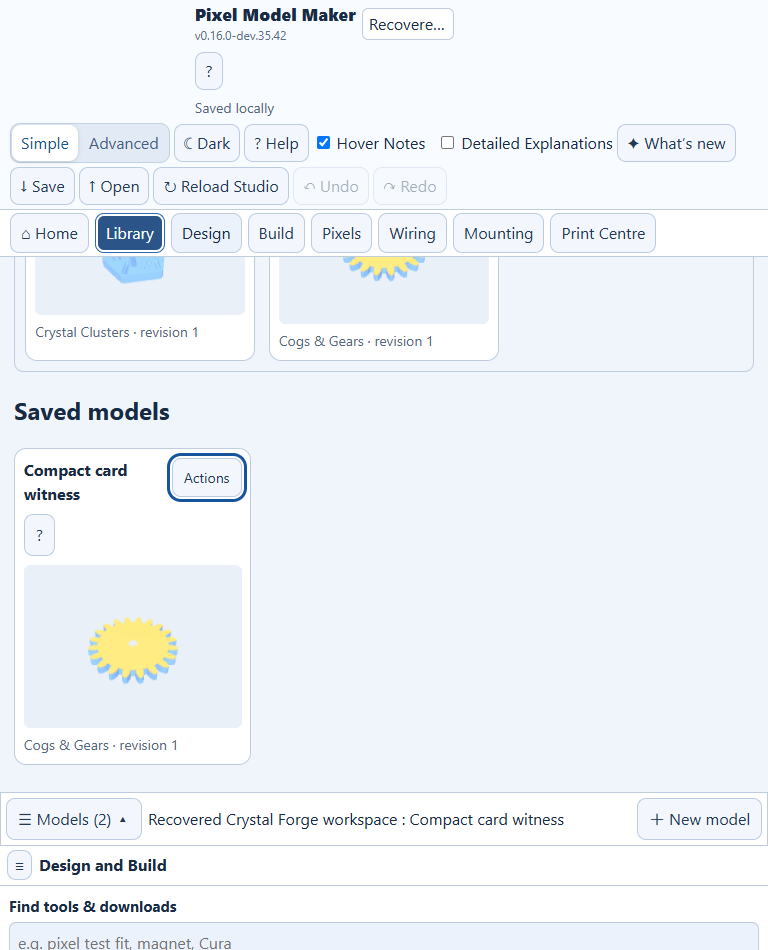 Pixel Model Maker
v0.16.0-dev.35.42
Recovere...
?
Saved locally
Simple Advanced ☾ Dark ? Help Hover Notes Detailed Explanations ✦ What's new
↓ Save ↑ Open ↻ Reload Studio ↶ Undo ↷ Redo
⌂ Home Library Design Build Pixels Wiring Mounting Print Centre
Crystal Clusters · revision 1
Cogs & Gears · revision 1
Saved models
Compact card
witness
Actions
?
Cogs & Gears · revision 1
☰ Models (2) ▲ Recovered Crystal Forge workspace : Compact card witness + New model
≡ Design and Build
Find tools & downloads
e.g. pixel test fit, magnet, Cura